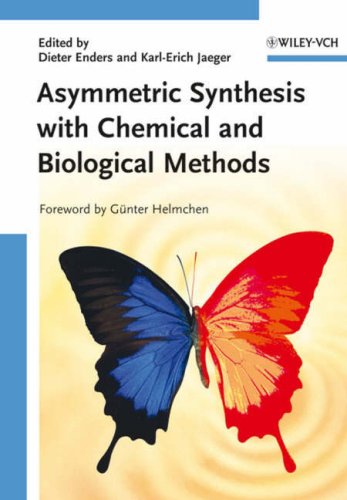 Edited by
Dieter Enders and Karl-Erich Jaeger
WILEY-VCH
Asymmetric Synthesis
with Chemical and
Biological Methods
Foreword by Günter Helmchen